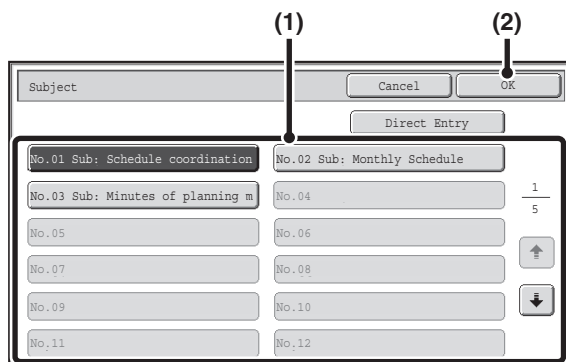 (1) (2)
Subject Cancel OK
Direct Entry
No.01 Sub: Schedule coordination No.02 Sub: Monthly Schedule
No.03 Sub: Minutes of planning m No.04
1
5
No.05 No.06
No.07 No.08
No.09 No.10
No.11 No.12